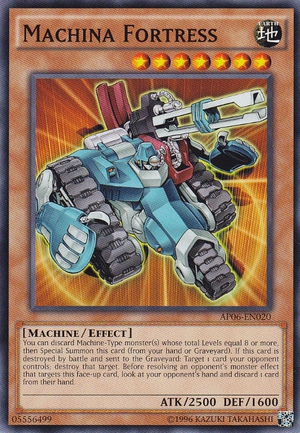 MACHINA FORTRESS
EARTH
地
AP06-EN020
[MACHINE / EFFECT]
You can discard Machine-Type monster(s) whose total Levels equal 8 or more,
then Special Summon this card (from your hand or Graveyard). If this card is
destroyed by battle and sent to the Graveyard: Target 1 card your opponent
controls; destroy that target. Before resolving an opponent's monster effect
that targets this face-up card, look at your opponent's hand and discard 1 card
from their hand.
ATK/2500 DEF/1600
05556499
©1996 KAZUKI TAKAHASHI